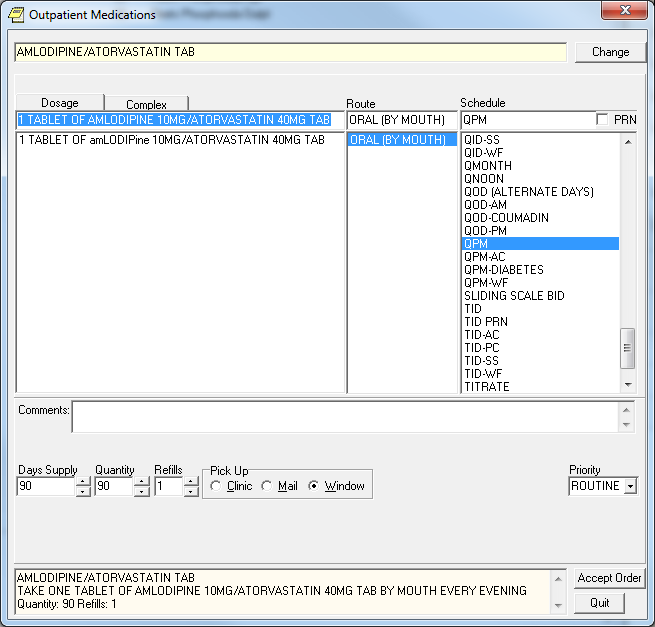 Outpatient Medications
AMLODIPINE/ATORVASTATIN TAB
Change
Dosage
Complex
Route
Schedule
1 TABLET OF AMLODIPINE 10MG/ATORVASTATIN 40MG TAB
ORAL (BY MOUTH)
QPM
PRN
1 TABLET OF amLODIPine 10MG/ATORVASTATIN 40MG TAB
ORAL (BY MOUTH)
QID-SS
QID-WF
QMONTH
QNOON
QOD (ALTERNATE DAYS)
QOD-AM
QOD-COUMADIN
QOD-PM
QPM
QPM-AC
QPM-DIABETES
QPM-WF
SLIDING SCALE BID
TID
TID PRN
TID-AC
TID-PC
TID-SS
TID-WF
TITRATE
Comments:
Days Supply
Quantity
Refills
Pick Up
Priority
90
90
1
Clinic
Mail
Window
ROUTINE
AMLODIPINE/ATORVASTATIN TAB
TAKE ONE TABLET OF AMLODIPINE 10MG/ATORVASTATIN 40MG TAB BY MOUTH EVERY EVENING
Quantity: 90 Refills: 1
Accept Order
Quit